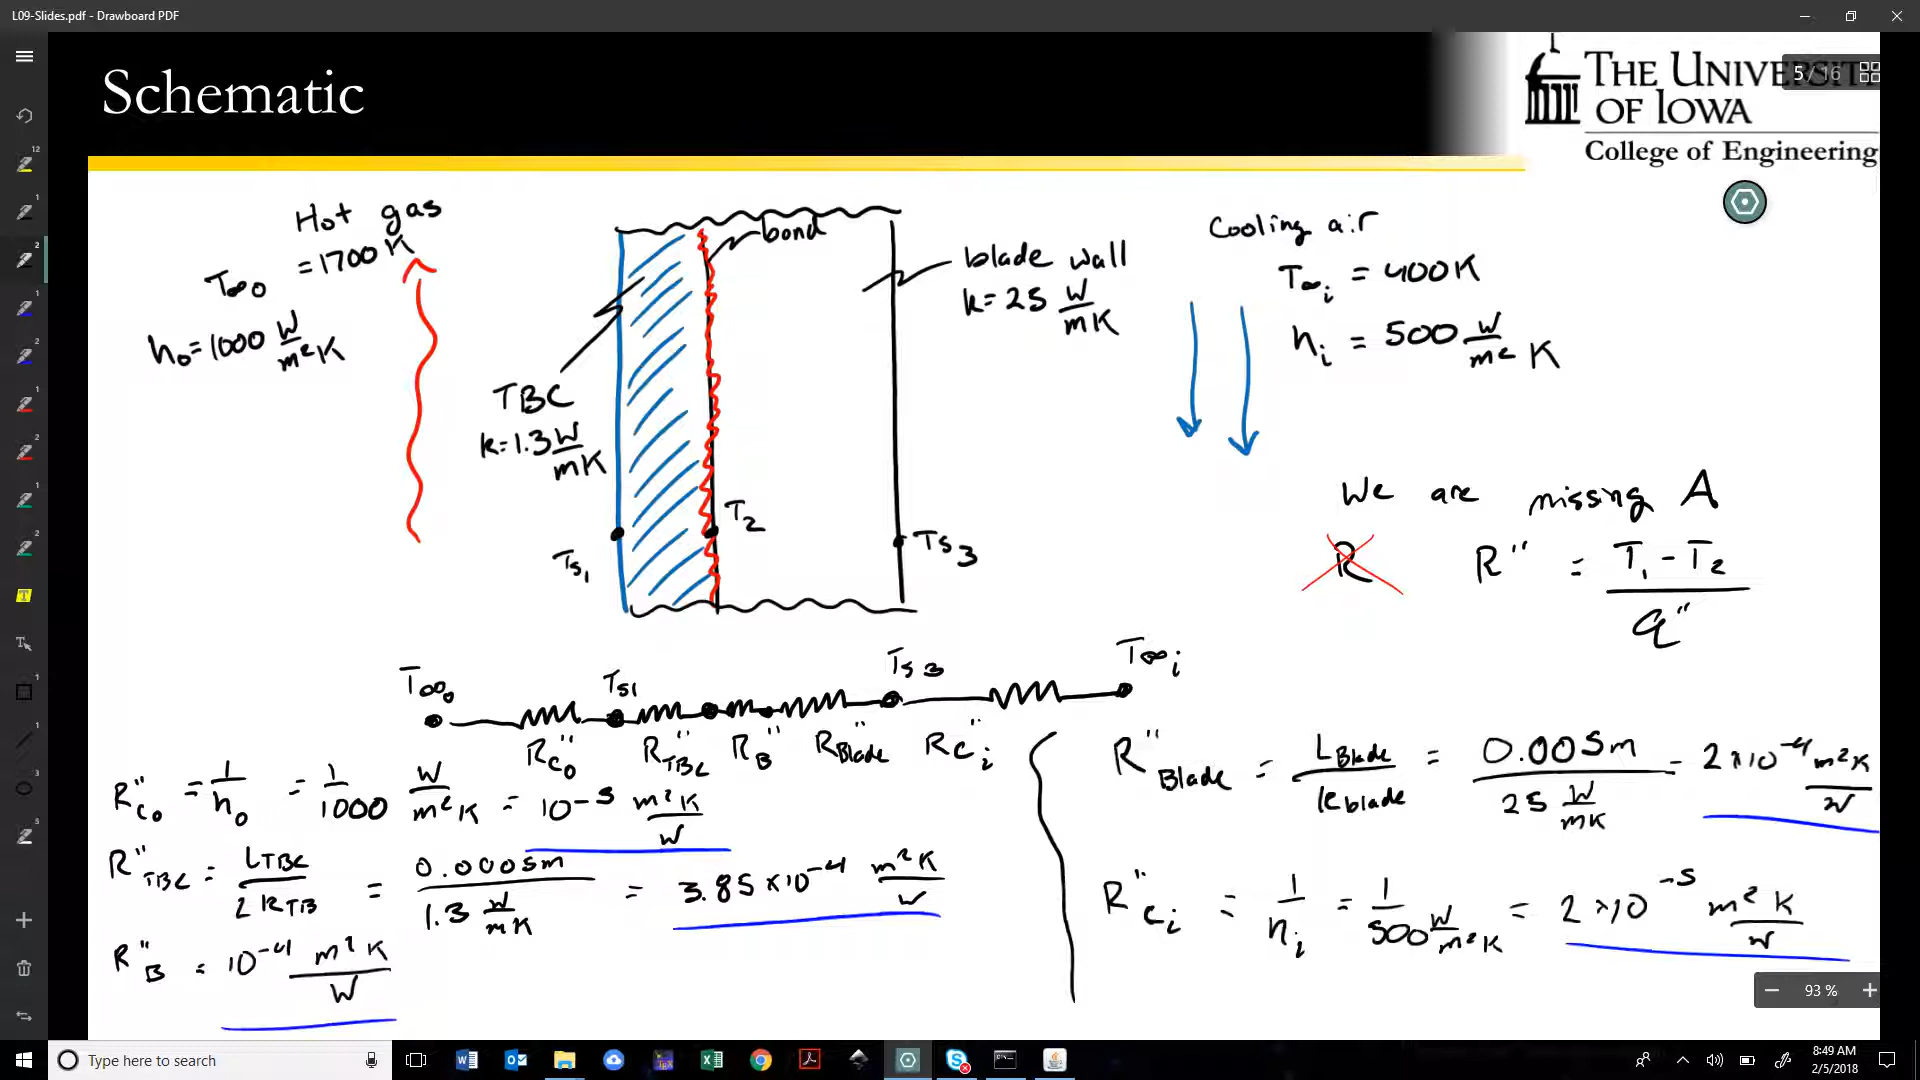 L09-Slides.pdf - Drawboard PDF
Schematic
THE UNIVERSIT
OF IOWA
College of Engineering
5 / 16
Hot gas
T∞o = 1700 K
ho = 1000 W/m²K
bond
blade wall
k = 25 W/mK
Cooling air
T∞i = 400K
hi = 500 W/m² K
TBC
k = 1.3 W/mK
Ts1
T2
Ts3
We are missing A
R R'' = T1 - T2 / q''
T∞o Ts1 Ts3 T∞i
R''Co R''TBC R''B R''Blade R''Ci
R''Co = 1/ho = 1/1000 W/m²K = 10^-3 m²K/W
R''TBC = LTBC / 2 kTB = 0.0005m / 1.3 W/mK = 3.85 x 10^-4 m²K/W
R''B = 10^-4 m²K/W
R''Blade = LBlade / kblade = 0.005m / 25 W/mK = 2 x 10^-4 m²K/W
R''Ci = 1/hi = 1/500 W/m²K = 2 x 10^-3 m²K/W
93 %
Type here to search
8:49 AM
2/5/2018